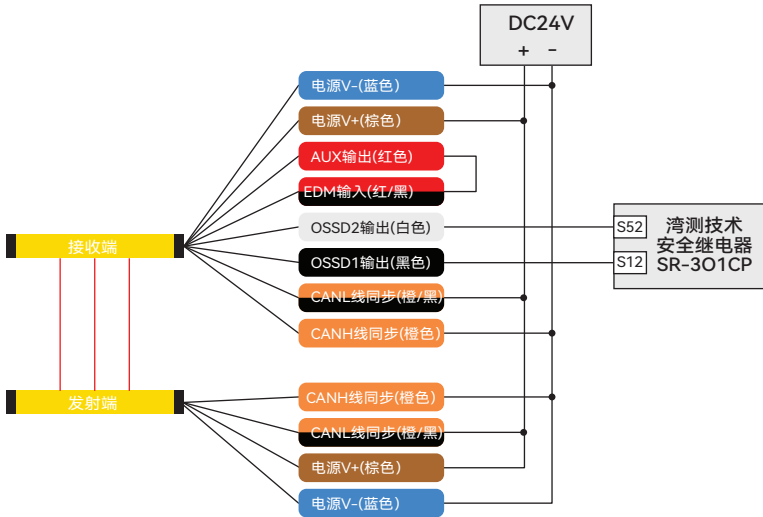 DC24V
+ -
电源V-(蓝色)
电源V+(棕色)
AUX输出(红色)
EDM输入(红/黑)
OSSD2输出(白色)
OSSD1输出(黑色)
CANL线同步(橙/黑)
CANH线同步(橙色)
接收端
S52
S12
湾测技术
安全继电器
SR-301CP
发射端
CANH线同步(橙色)
CANL线同步(橙/黑)
电源V+(棕色)
电源V-(蓝色)